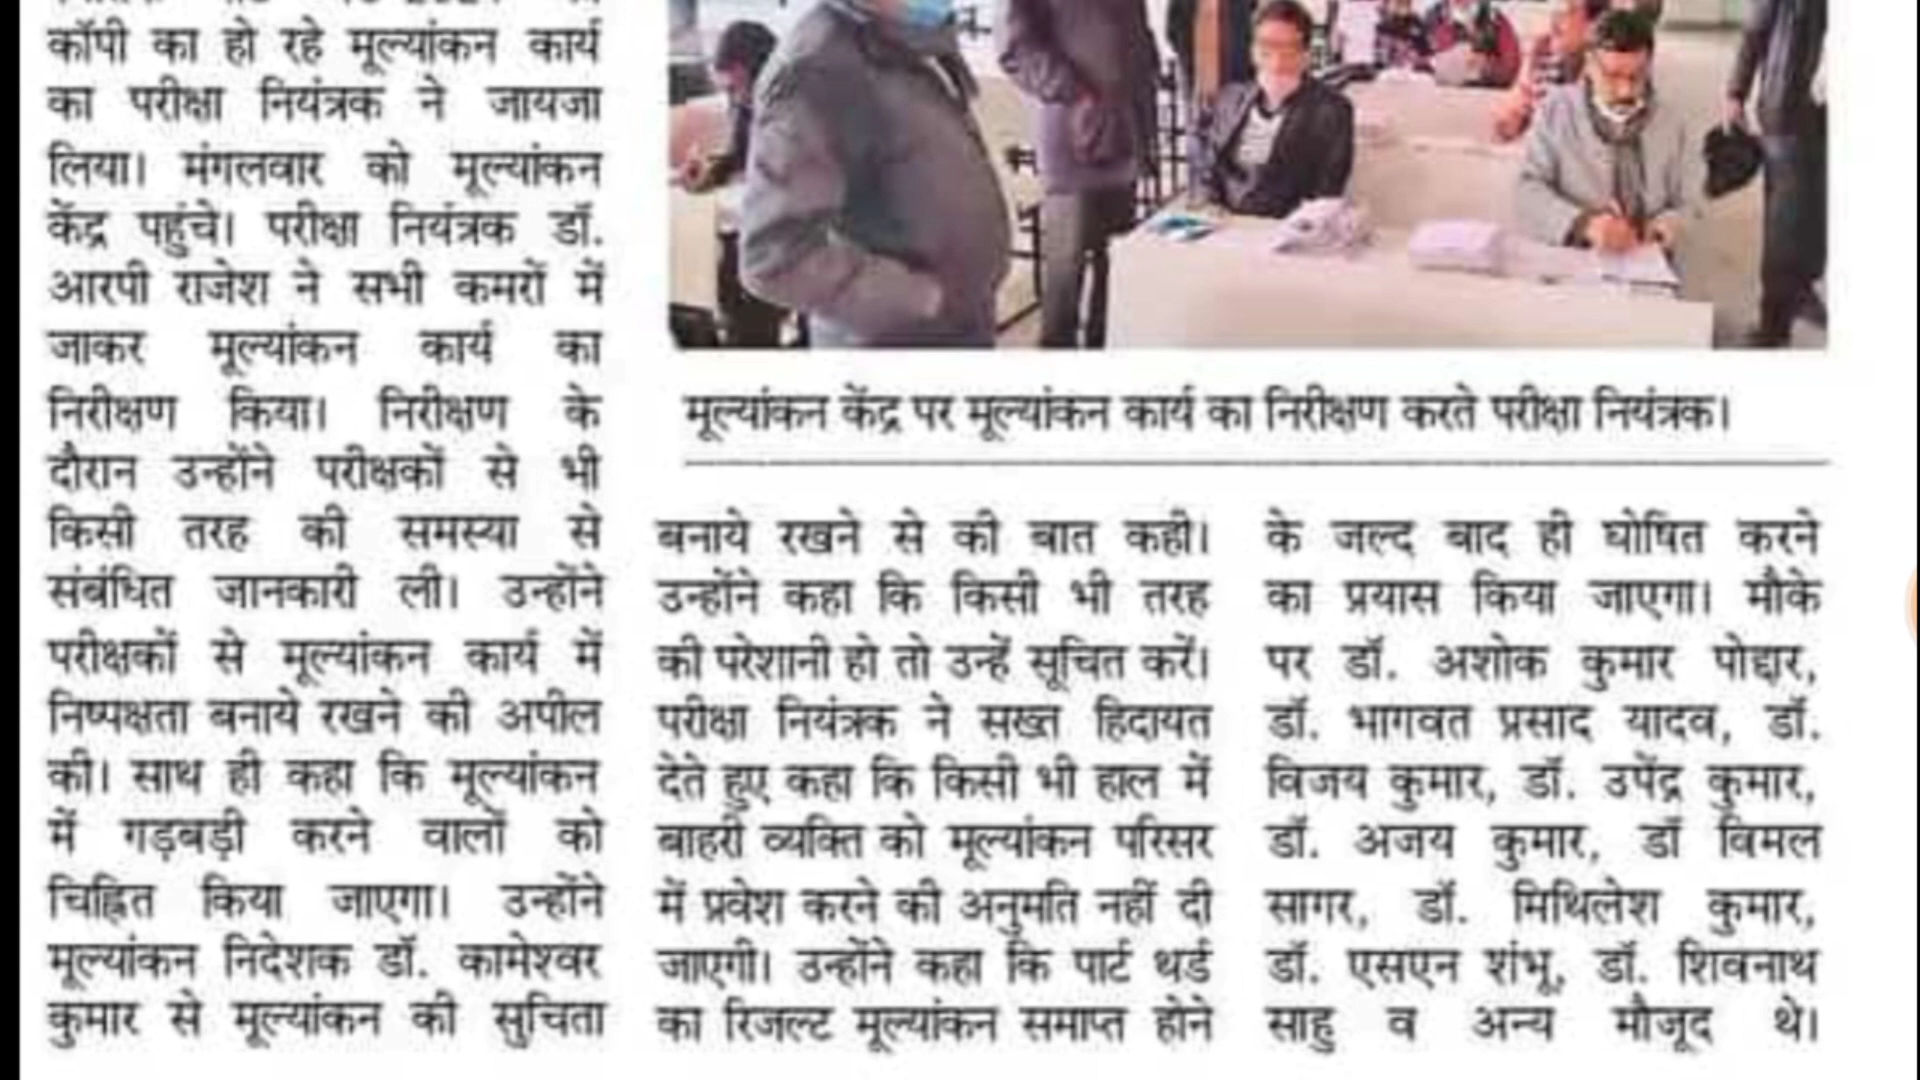 कॉपी का हो रहे मूल्यांकन कार्य
का परीक्षा नियंत्रक ने जायजा
लिया। मंगलवार को मूल्यांकन
केंद्र पहुंचे। परीक्षा नियंत्रक डॉ.
आरपी राजेश ने सभी कमरों में
जाकर मूल्यांकन कार्य का
निरीक्षण किया। निरीक्षण के
दौरान उन्होंने परीक्षकों से भी
किसी तरह की समस्या से
संबंधित जानकारी ली। उन्होंने
परीक्षकों से मूल्यांकन कार्य में
निष्पक्षता बनाये रखने की अपील
की। साथ ही कहा कि मूल्यांकन
में गड़बड़ी करने वालों को
चिह्नित किया जाएगा। उन्होंने
मूल्यांकन निदेशक डॉ. कामेश्वर
कुमार से मूल्यांकन की सुचिता
मूल्यांकन केंद्र पर मूल्यांकन कार्य का निरीक्षण करते परीक्षा नियंत्रक।
बनाये रखने से की बात कही।
उन्होंने कहा कि किसी भी तरह
की परेशानी हो तो उन्हें सूचित करें।
परीक्षा नियंत्रक ने सख्त हिदायत
देते हुए कहा कि किसी भी हाल में
बाहरी व्यक्ति को मूल्यांकन परिसर
में प्रवेश करने की अनुमति नहीं दी
जाएगी। उन्होंने कहा कि पार्ट थर्ड
का रिजल्ट मूल्यांकन समाप्त होने
के जल्द बाद ही घोषित करने
का प्रयास किया जाएगा। मौके
पर डॉ. अशोक कुमार पोद्दार,
डॉ. भागवत प्रसाद यादव, डॉ.
विजय कुमार, डॉ. उपेंद्र कुमार,
डॉ. अजय कुमार, डॉ विमल
सागर, डॉ. मिथिलेश कुमार,
डॉ. एसएन शंभू, डॉ. शिवनाथ
साहु व अन्य मौजूद थे।